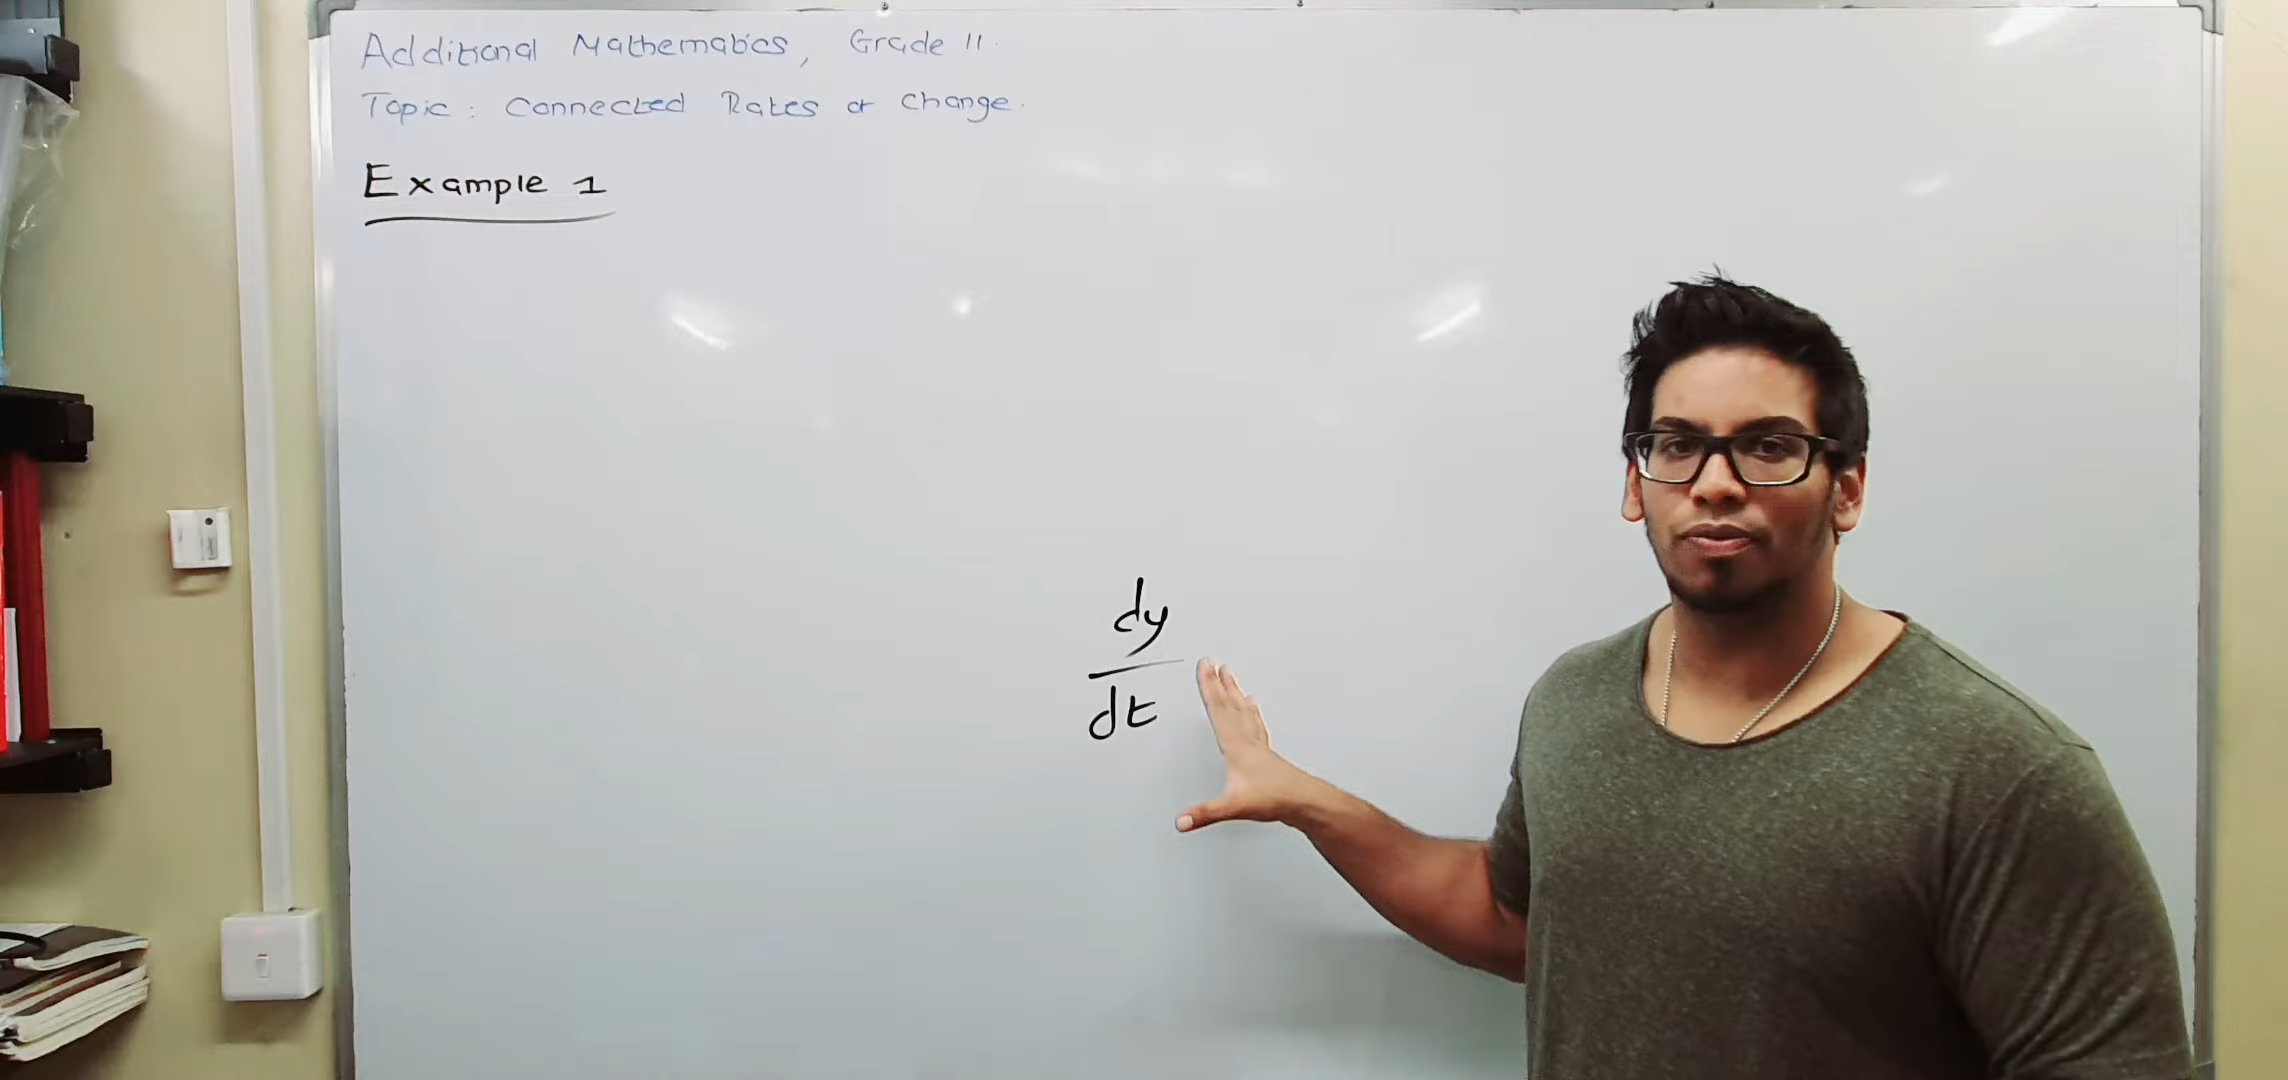 Additional Mathematics, Grade 11.
Topic: Connected Rates of Change.
Example 1
dy
dt